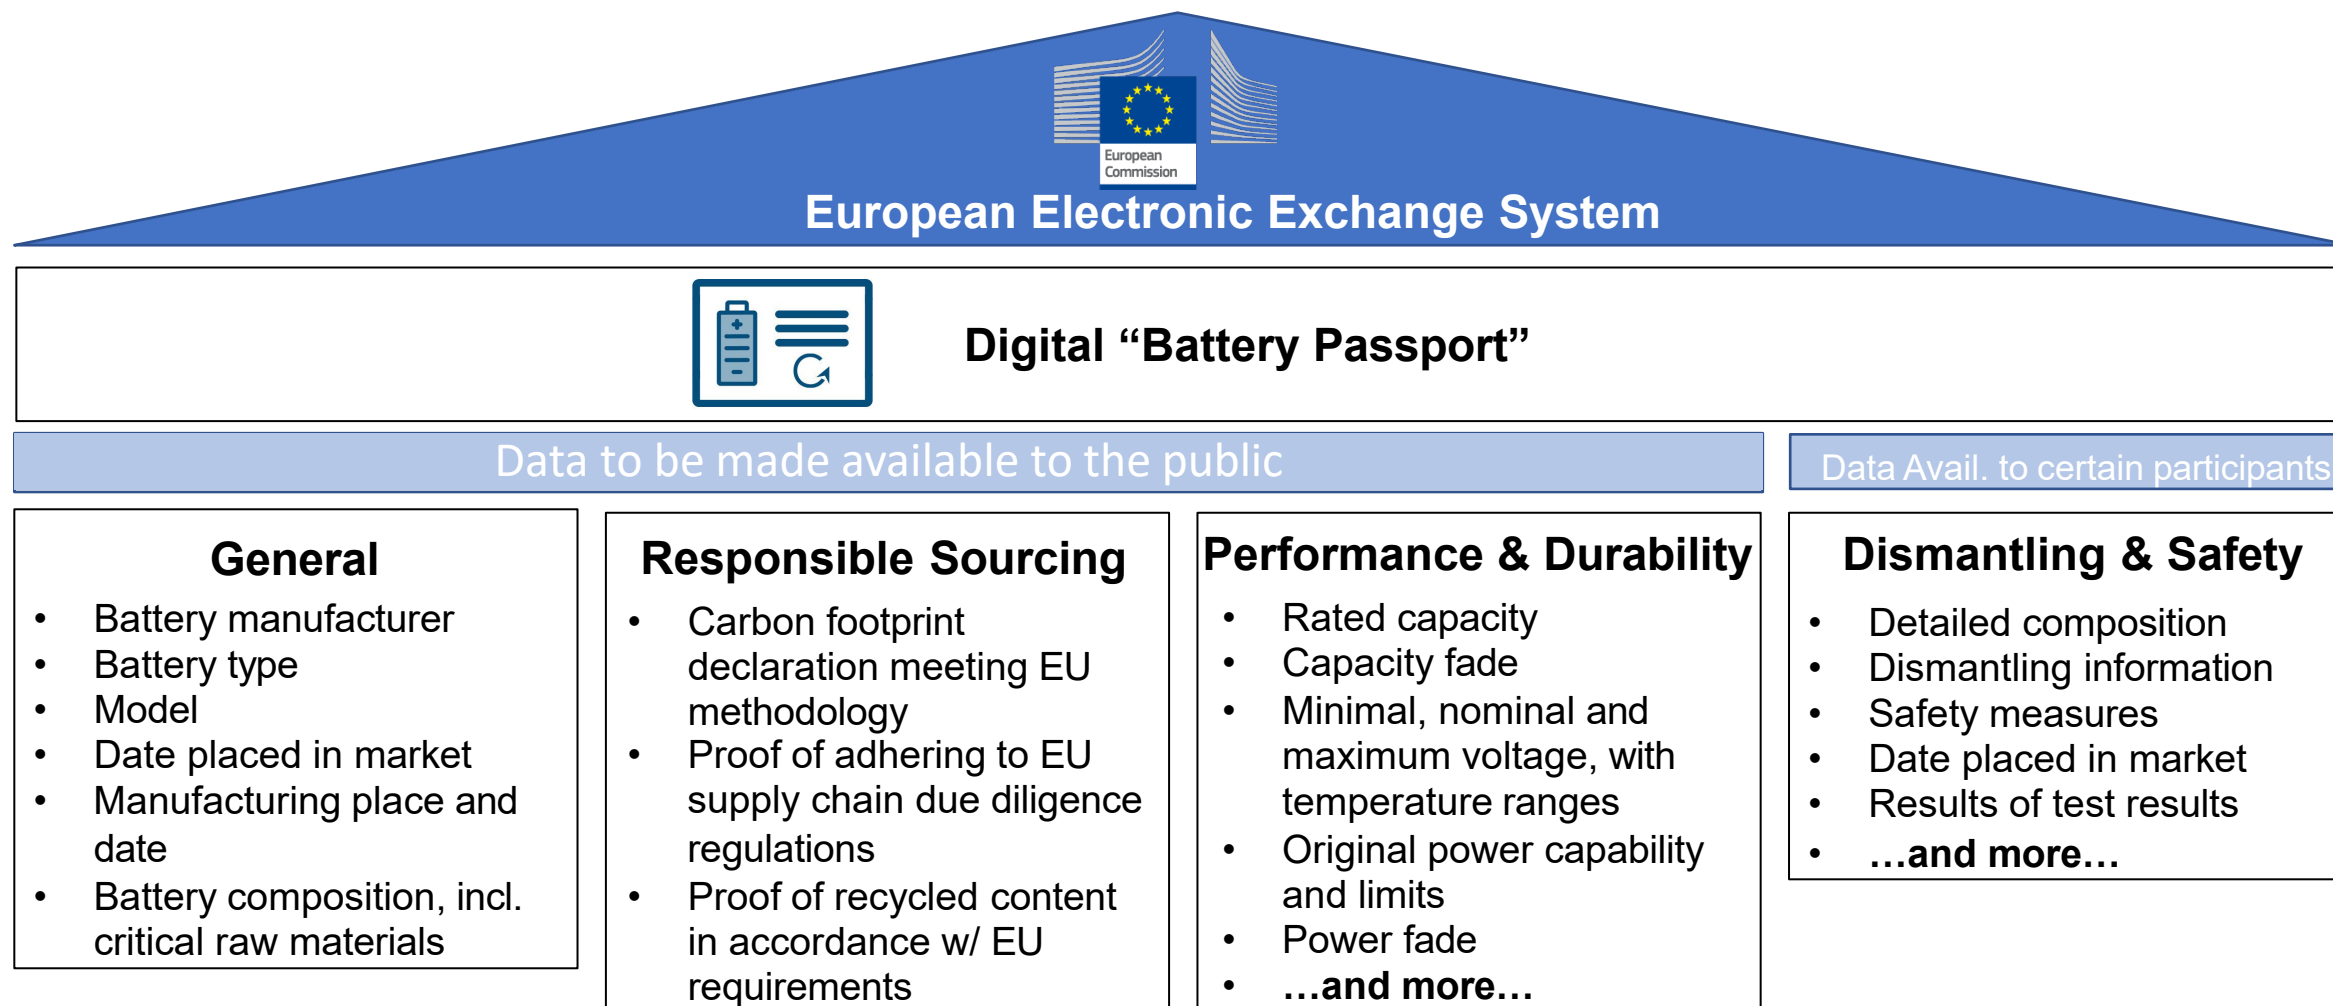 European
Commission
European Electronic Exchange System
Digital “Battery Passport”
Data to be made available to the public
Data Avail. to certain participants
General
• Battery manufacturer
• Battery type
• Model
• Date placed in market
• Manufacturing place and
date
• Battery composition, incl.
critical raw materials
Responsible Sourcing
• Carbon footprint
declaration meeting EU
methodology
• Proof of adhering to EU
supply chain due diligence
regulations
• Proof of recycled content
in accordance w/ EU
requirements
Performance & Durability
• Rated capacity
• Capacity fade
• Minimal, nominal and
maximum voltage, with
temperature ranges
• Original power capability
and limits
• Power fade
• …and more…
Dismantling & Safety
• Detailed composition
• Dismantling information
• Safety measures
• Date placed in market
• Results of test results
• …and more…